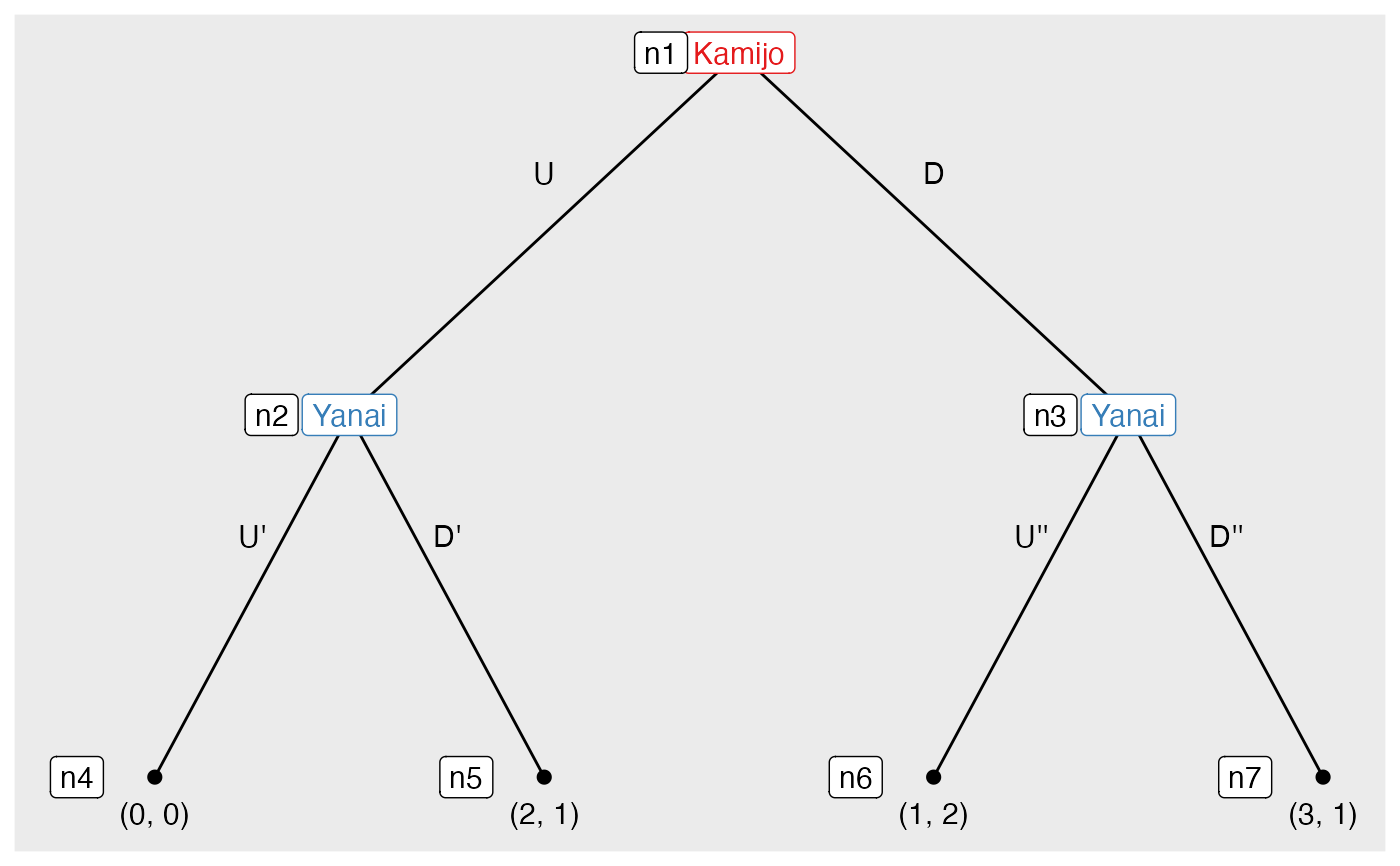 n1 Kamijo
U D
n2 Yanai n3 Yanai
U' D' U" D"
n4 n5 n6 n7
(0, 0) (2, 1) (1, 2) (3, 1)